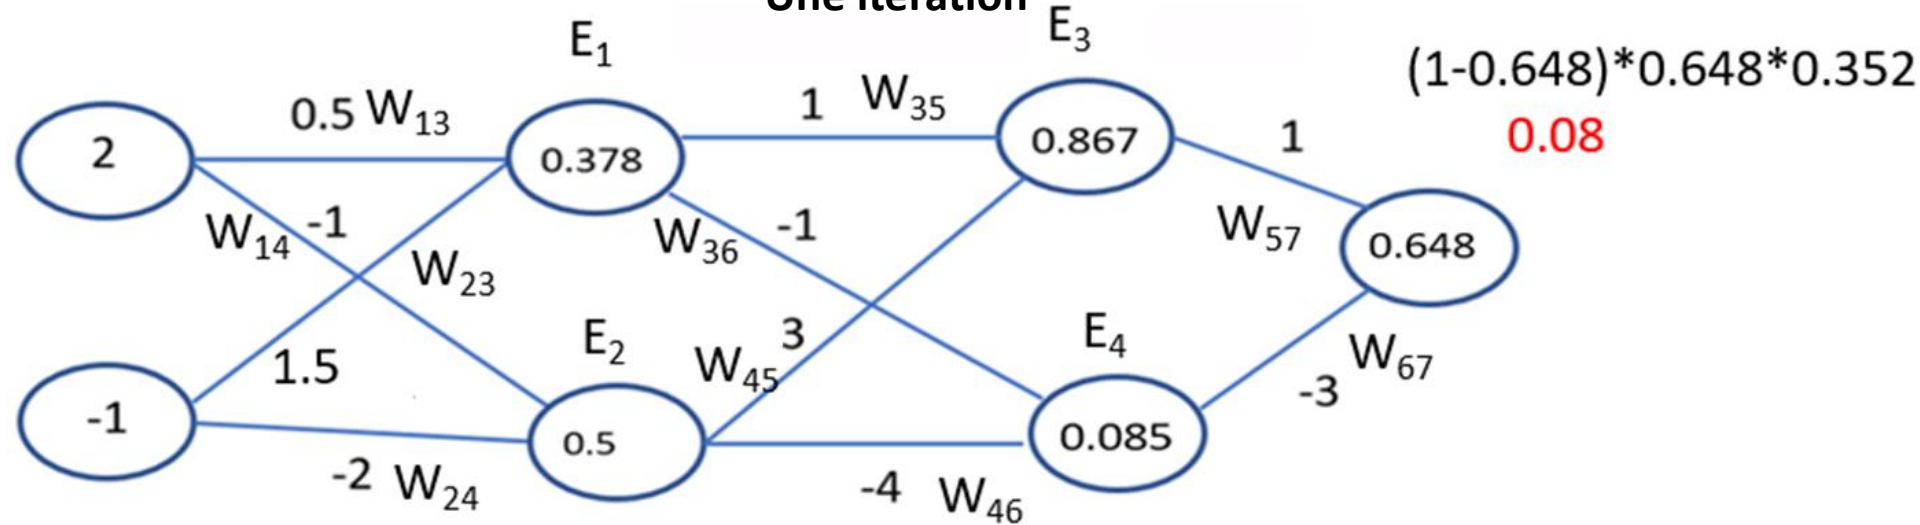 One iteration
E3
E1
(1-0.648)*0.648*0.352
0.5 W13
1 W35
2
0.378
0.867
1
0.08
W14 -1
W36 -1
W57
0.648
W23
E2
3
E4
1.5
W45
W67
-3
-1
0.5
0.085
-2 W24
-4 W46